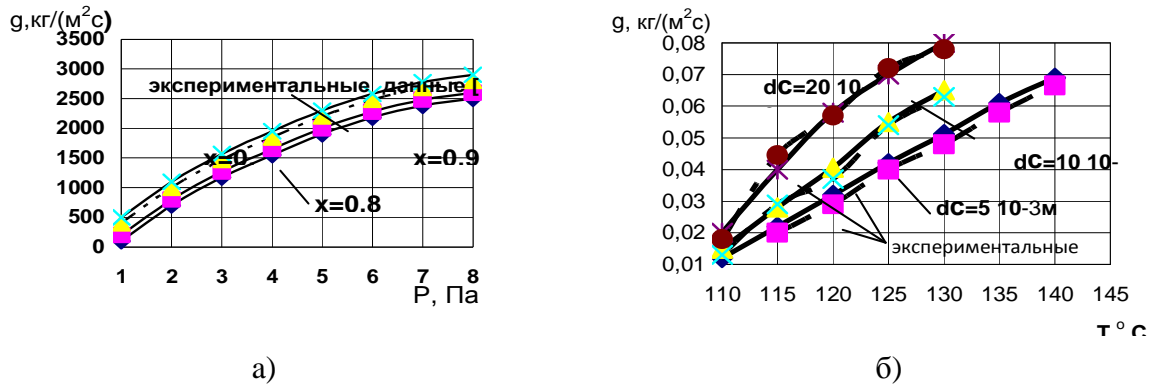 g,кг/(м²с)
3500
3000
2500
2000
1500
1000
500
0
экспериментальные данные [
x=0
x=0.9
x=0.8
1 2 3 4 5 6 7 8
P, Па
а)
g, кг/(м²с)
0,08
0,07
0,06
0,05
0,04
0,03
0,02
0,01
dC=20 10
dC=10 10-
dC=5 10-3м
экспериментальные
110 115 120 125 130 135 140 145
T ° C
б)